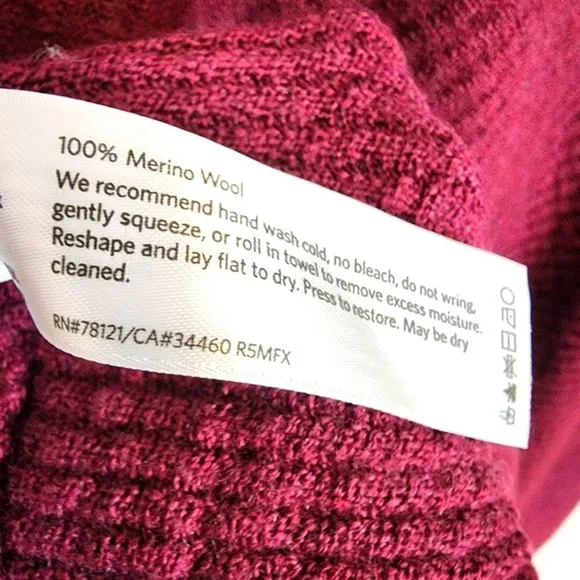 100% Merino Wool
We recommend hand wash cold, no bleach, do not wring,
gently squeeze, or roll in towel to remove excess moisture.
Reshape and lay flat to dry. Press to restore. May be dry
cleaned.
RN#78121/CA#34460 R5MFX